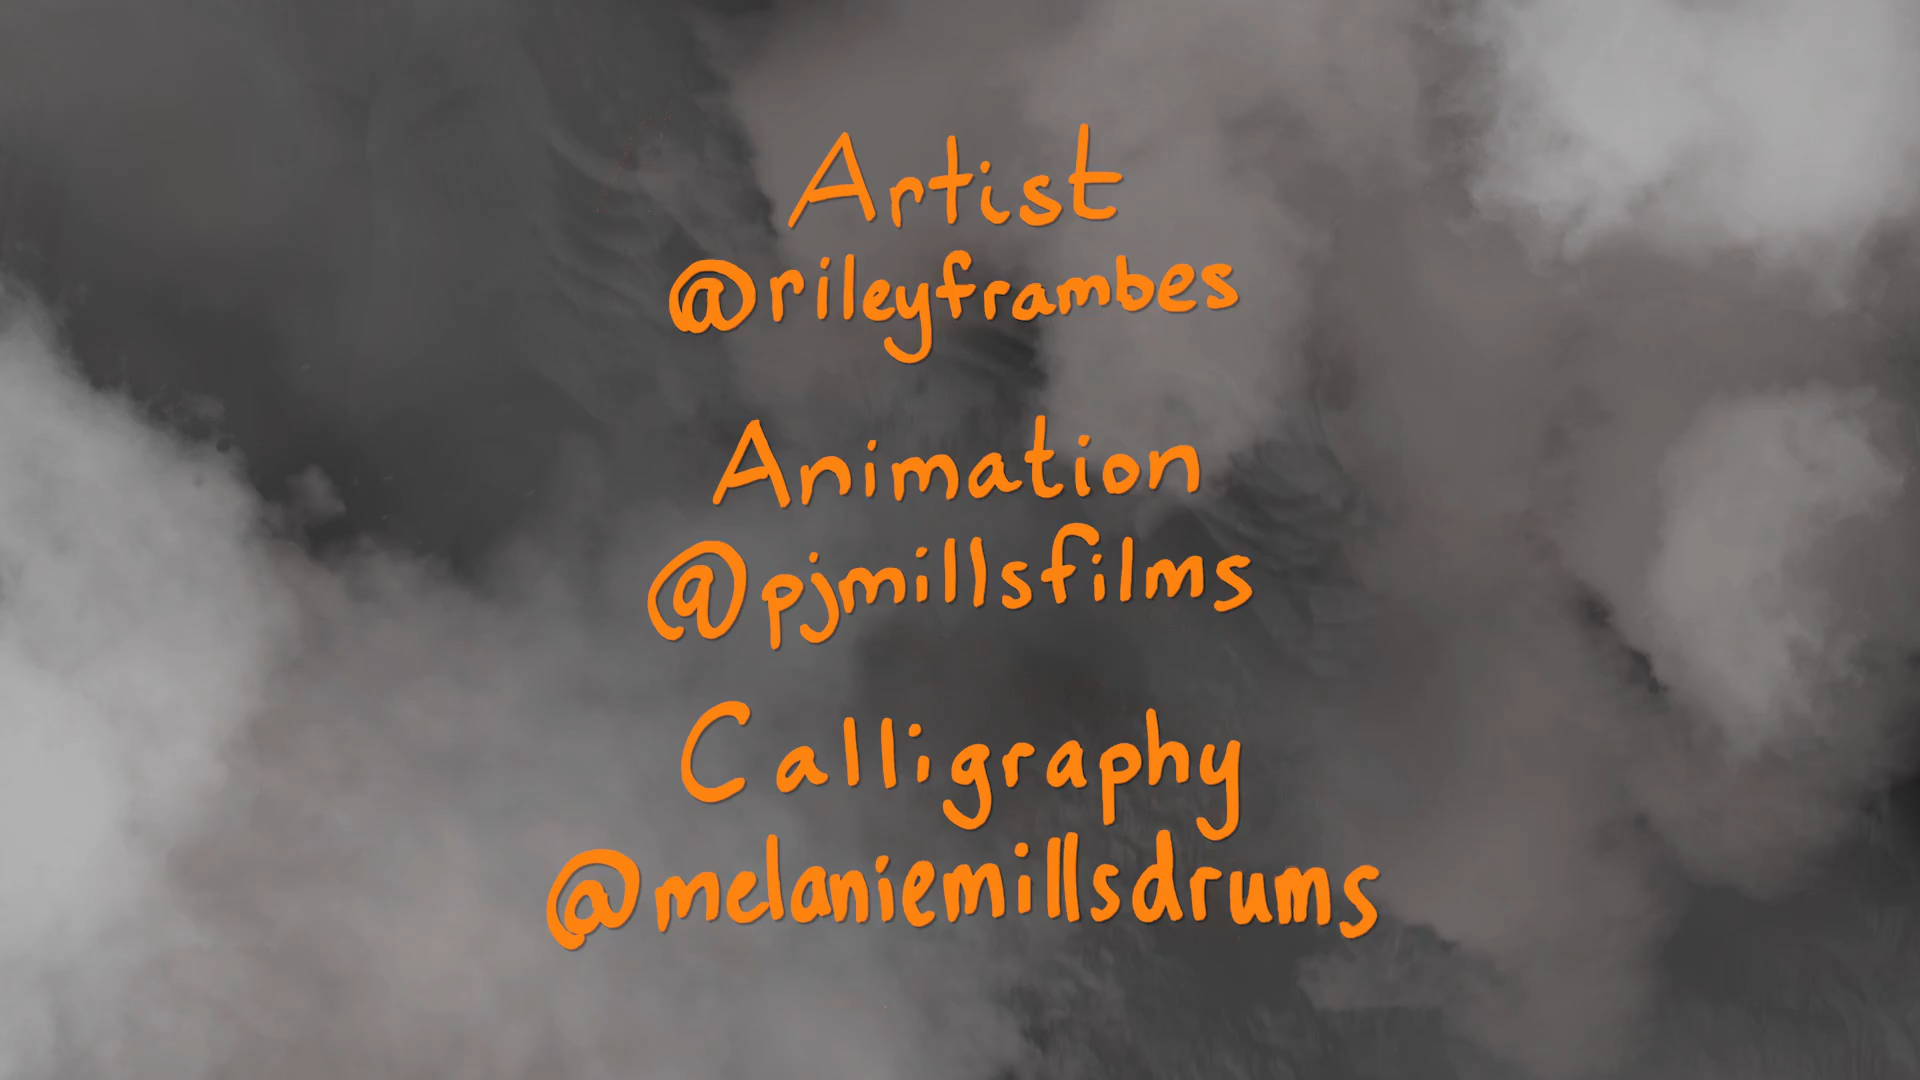 Artist
@rileyframbes
Animation
@pjmillsfilms
Calligraphy
@melaniemillsdrums